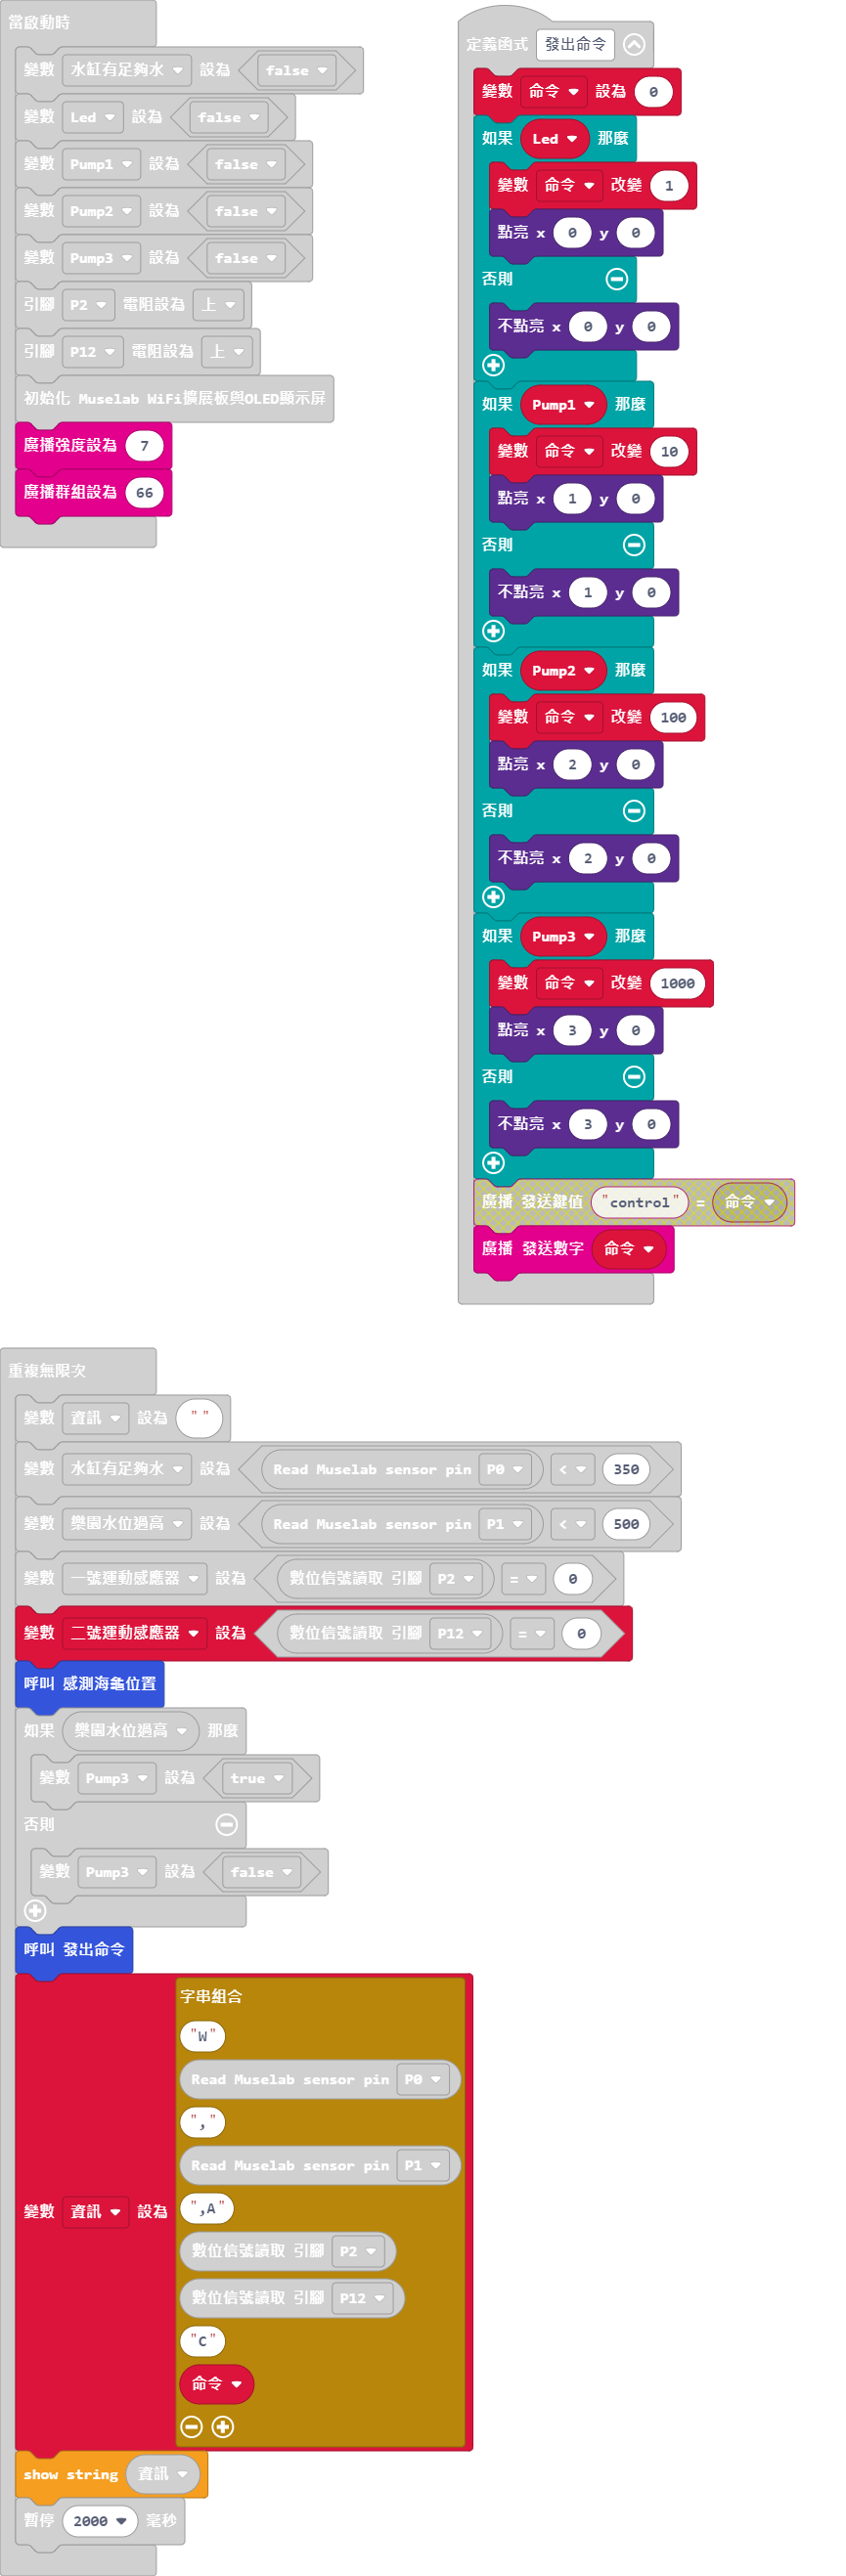 當啟動時
變數 水缸有足夠水 設為 false
變數 Led 設為 false
變數 Pump1 設為 false
變數 Pump2 設為 false
變數 Pump3 設為 false
引腳 P2 電阻設為 上
引腳 P12 電阻設為 上
初始化 Muselab WiFi擴展板與OLED顯示屏
廣播強度設為 7
廣播群組設為 66
定義函式 發出命令
變數 命令 設為 0
如果 Led 那麼
變數 命令 改變 1
點亮 x 0 y 0
否則
不點亮 x 0 y 0
如果 Pump1 那麼
變數 命令 改變 10
點亮 x 1 y 0
否則
不點亮 x 1 y 0
如果 Pump2 那麼
變數 命令 改變 100
點亮 x 2 y 0
否則
不點亮 x 2 y 0
如果 Pump3 那麼
變數 命令 改變 1000
點亮 x 3 y 0
否則
不點亮 x 3 y 0
廣播 發送鍵值 "control" = 命令
廣播 發送數字 命令
重複無限次
變數 資訊 設為 " "
變數 水缸有足夠水 設為 Read Muselab sensor pin P0 < 350
變數 樂園水位過高 設為 Read Muselab sensor pin P1 < 500
變數 一號運動感應器 設為 數位信號讀取 引腳 P2 = 0
變數 二號運動感應器 設為 數位信號讀取 引腳 P12 = 0
呼叫 感測海龜位置
如果 樂園水位過高 那麼
變數 Pump3 設為 true
否則
變數 Pump3 設為 false
呼叫 發出命令
變數 資訊 設為 字串組合
"W"
Read Muselab sensor pin P0
","
Read Muselab sensor pin P1
",A"
數位信號讀取 引腳 P2
數位信號讀取 引腳 P12
"C"
命令
show string 資訊
暫停 2000 毫秒